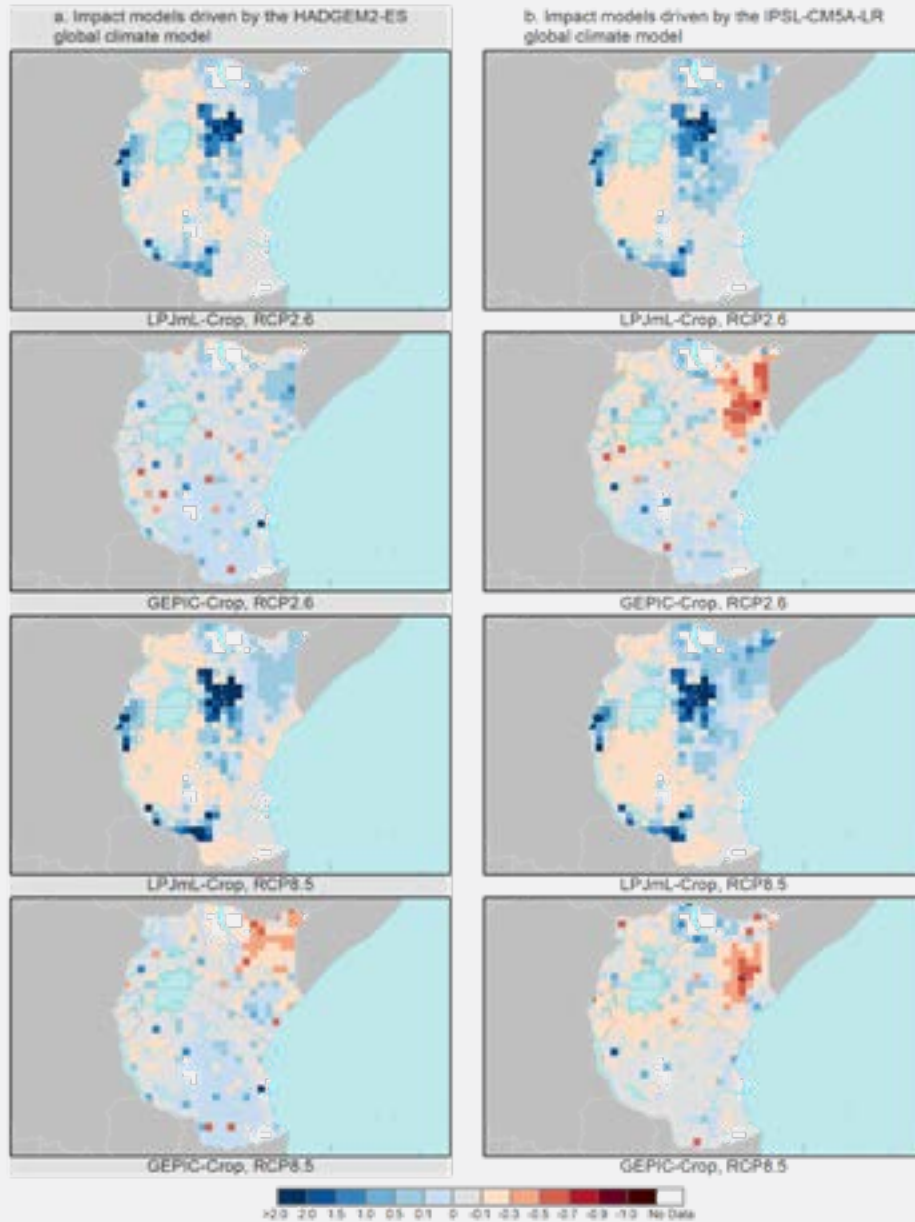 a. Impact models driven by the HADGEM2-ES
global climate model
b. Impact models driven by the IPSL-CM5A-LR
global climate model
LPJmL-Crop, RCP2.6
LPJmL-Crop, RCP2.6
GEPIC-Crop, RCP2.6
GEPIC-Crop, RCP2.6
LPJmL-Crop, RCP8.5
LPJmL-Crop, RCP8.5
GEPIC-Crop, RCP8.5
GEPIC-Crop, RCP8.5
>2.0 2.0 1.5 1.0 0.5 0.1 0 -0.1 -0.3 -0.5 -0.7 -0.9 -1.0 No Data